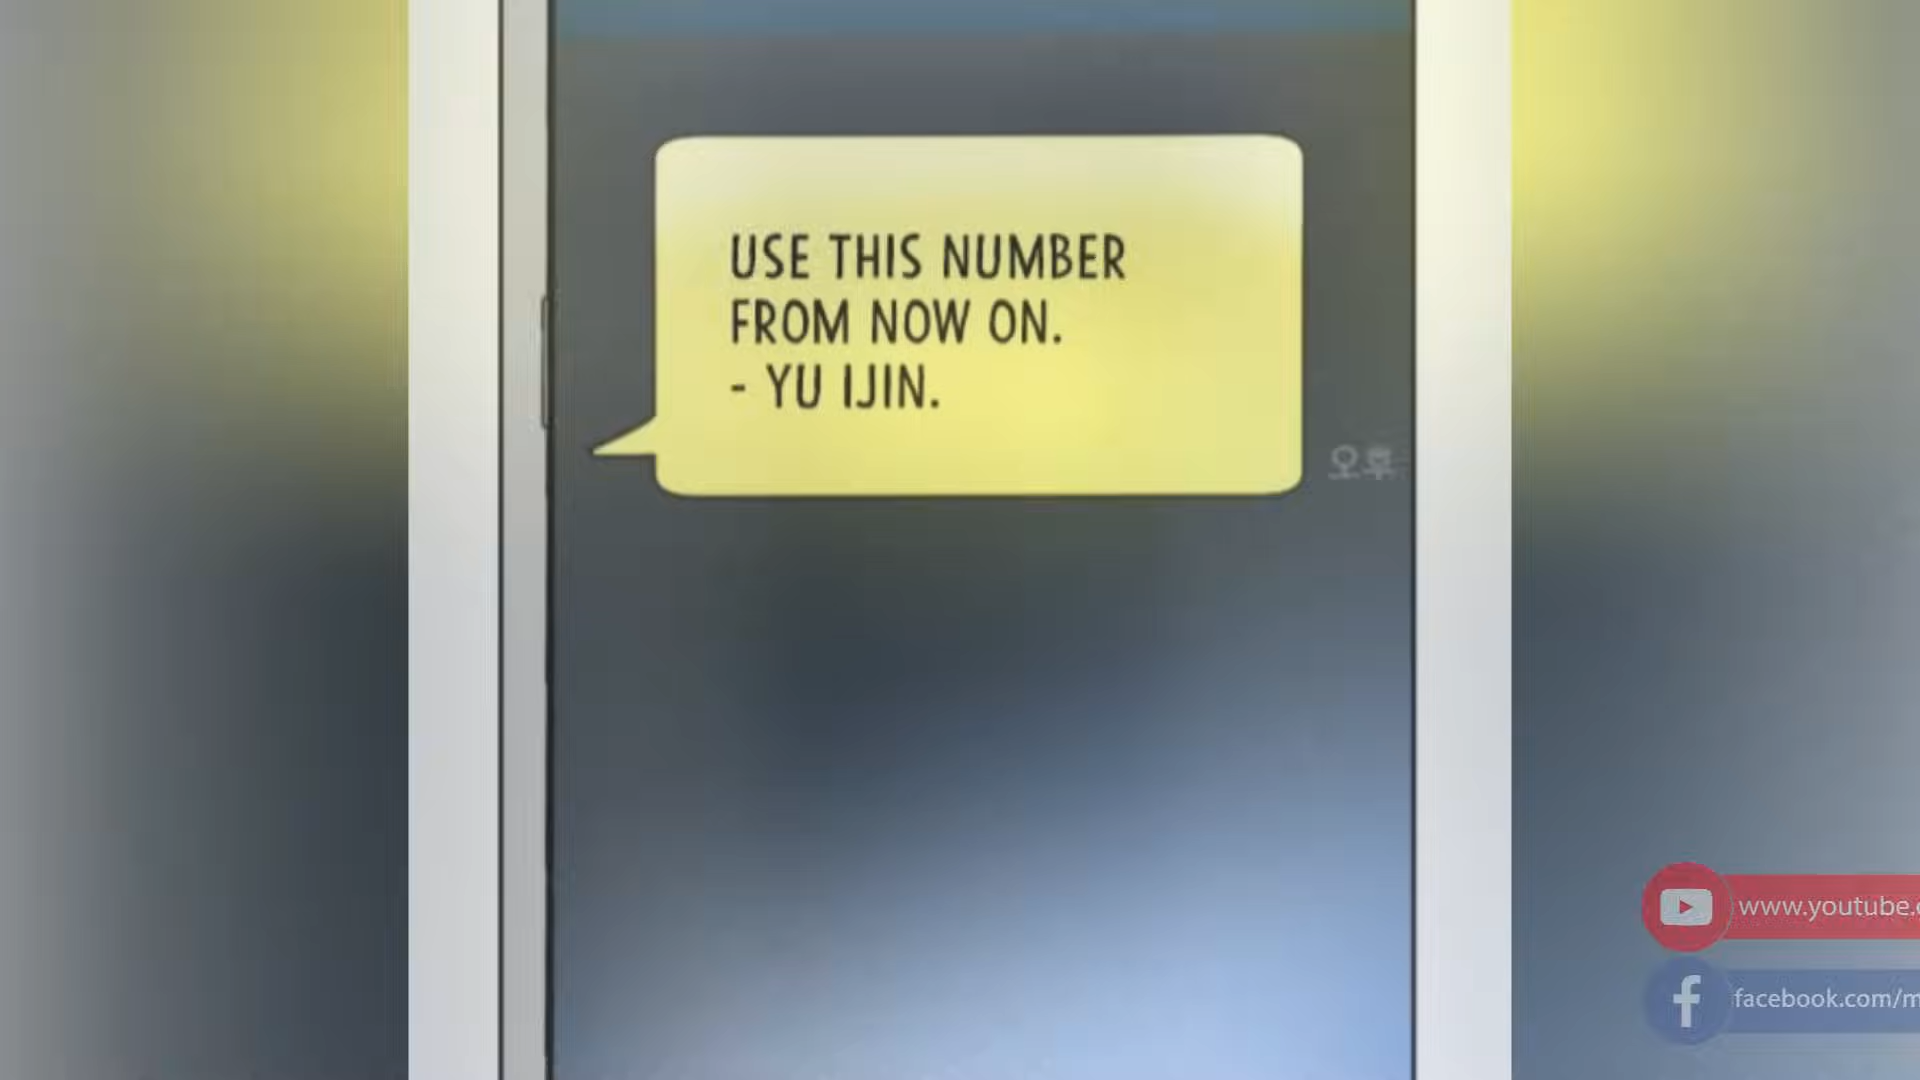 USE THIS NUMBER
FROM NOW ON.
- YU IJIN.
오후
www.youtube.c
facebook.com/m